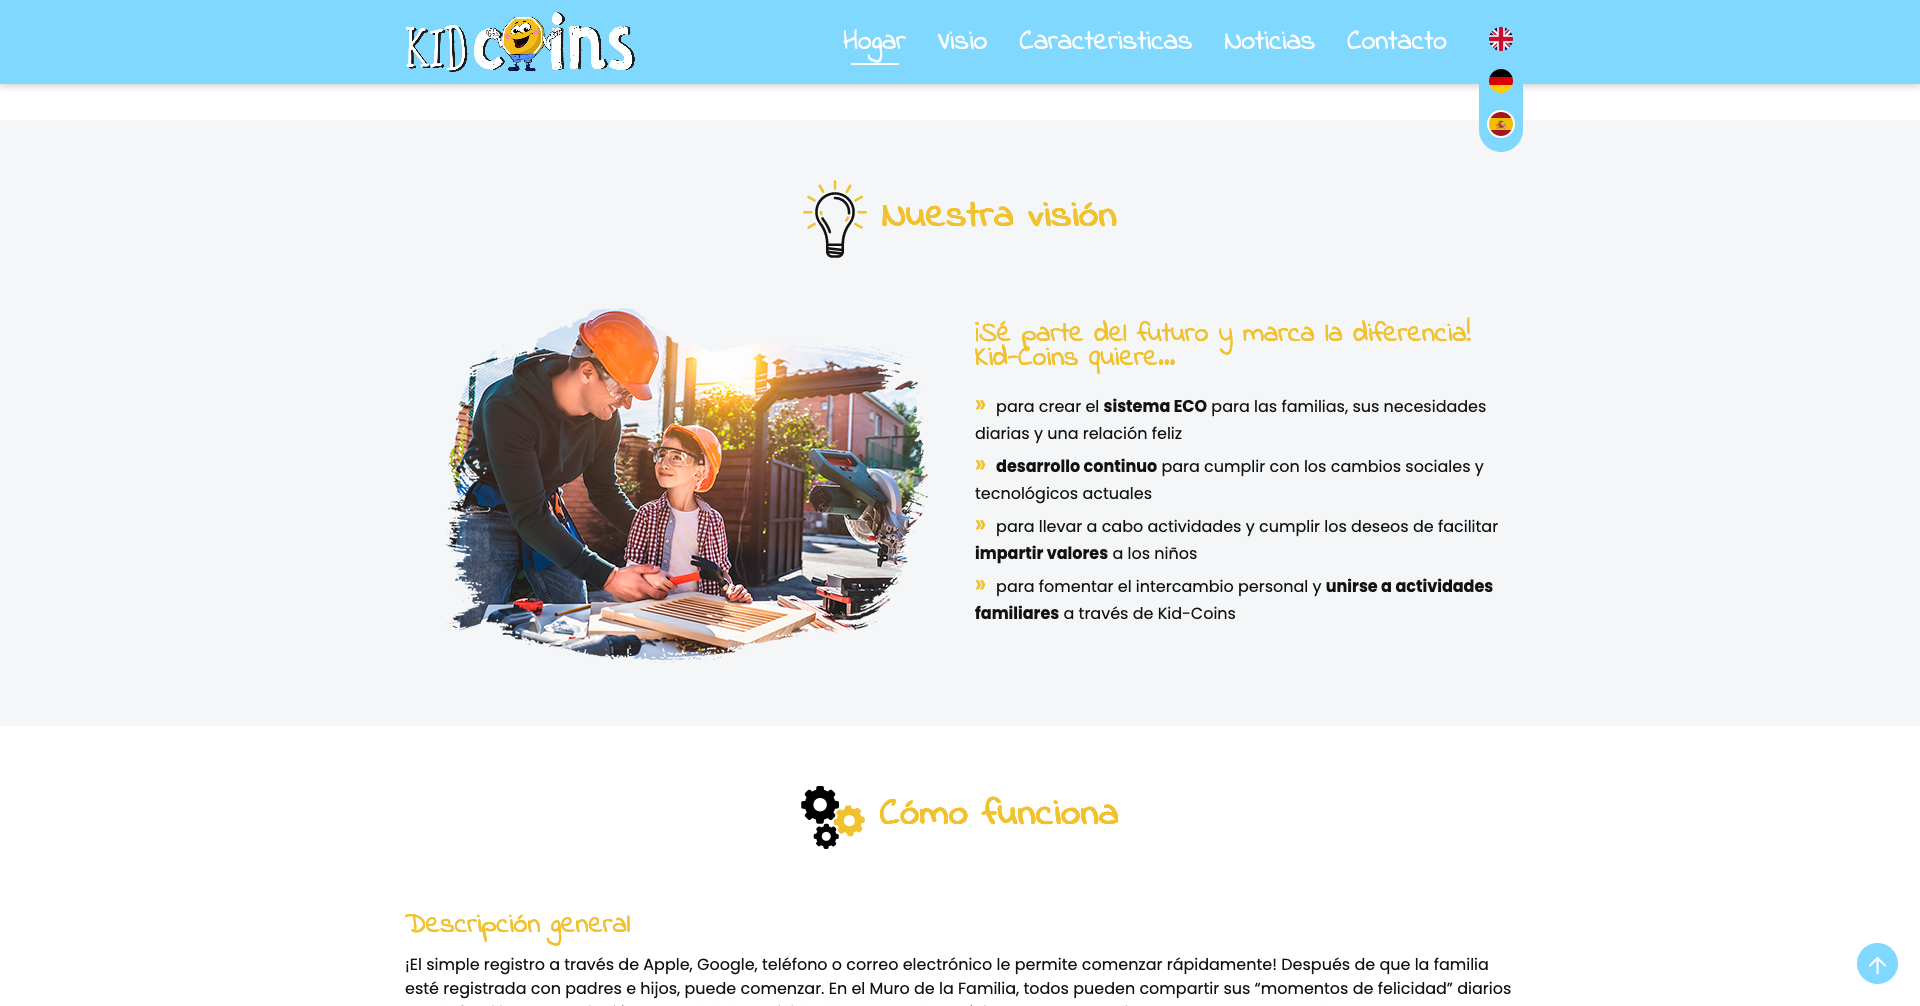 KID coins
Hogar Visio Caracteristicas Noticias Contacto
Nuestra visión
¡Sé parte del futuro y marca la diferencia!
Kid-Coins quiere...
» para crear el sistema ECO para las familias, sus necesidades
diarias y una relación feliz
» desarrollo continuo para cumplir con los cambios sociales y
tecnológicos actuales
» para llevar a cabo actividades y cumplir los deseos de facilitar
impartir valores a los niños
» para fomentar el intercambio personal y unirse a actividades
familiares a través de Kid-Coins
Cómo funciona
Descripción general
¡El simple registro a través de Apple, Google, teléfono o correo electrónico le permite comenzar rápidamente! Después de que la familia
esté registrada con padres e hijos, puede comenzar. En el Muro de la Familia, todos pueden compartir sus “momentos de felicidad” diarios